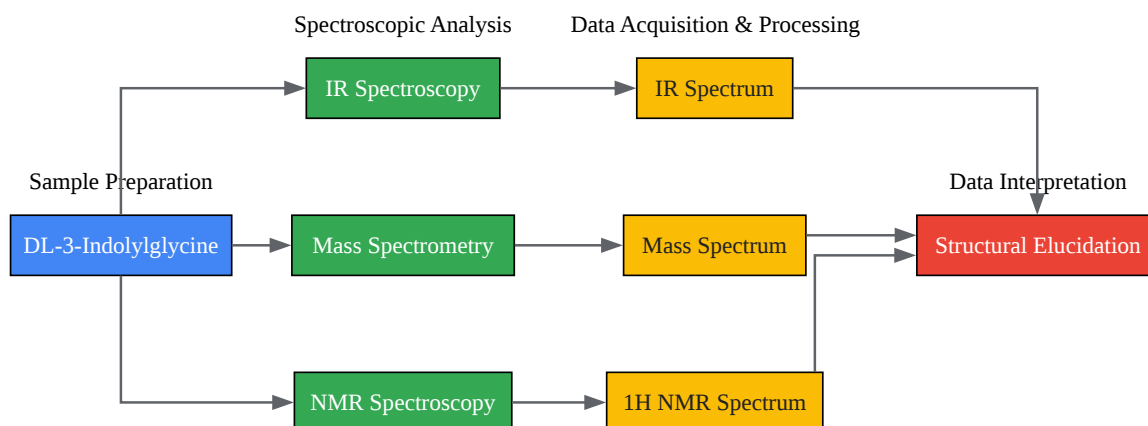 Spectroscopic Analysis
Data Acquisition & Processing
IR Spectroscopy
IR Spectrum
Sample Preparation
Data Interpretation
DL-3-Indolylglycine
Mass Spectrometry
Mass Spectrum
Structural Elucidation
NMR Spectroscopy
1H NMR Spectrum